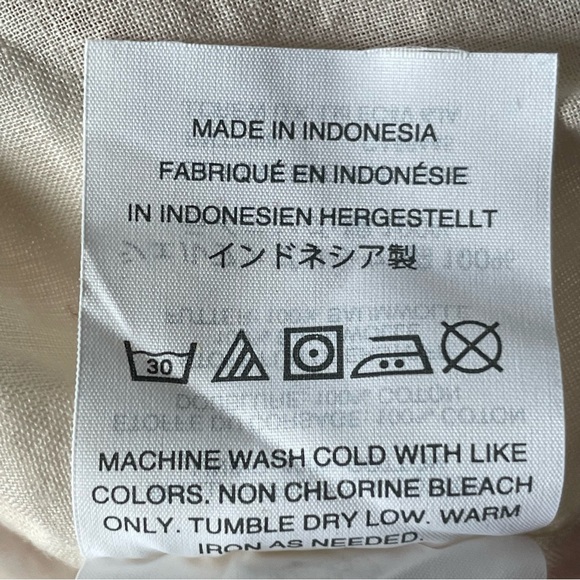 MADE IN INDONESIA
FABRIQUÉ EN INDONÉSIE
IN INDONESIEN HERGESTELLT
インドネシア製
30
MACHINE WASH COLD WITH LIKE
COLORS. NON CHLORINE BLEACH
ONLY. TUMBLE DRY LOW. WARM
IRON AS NEEDED.